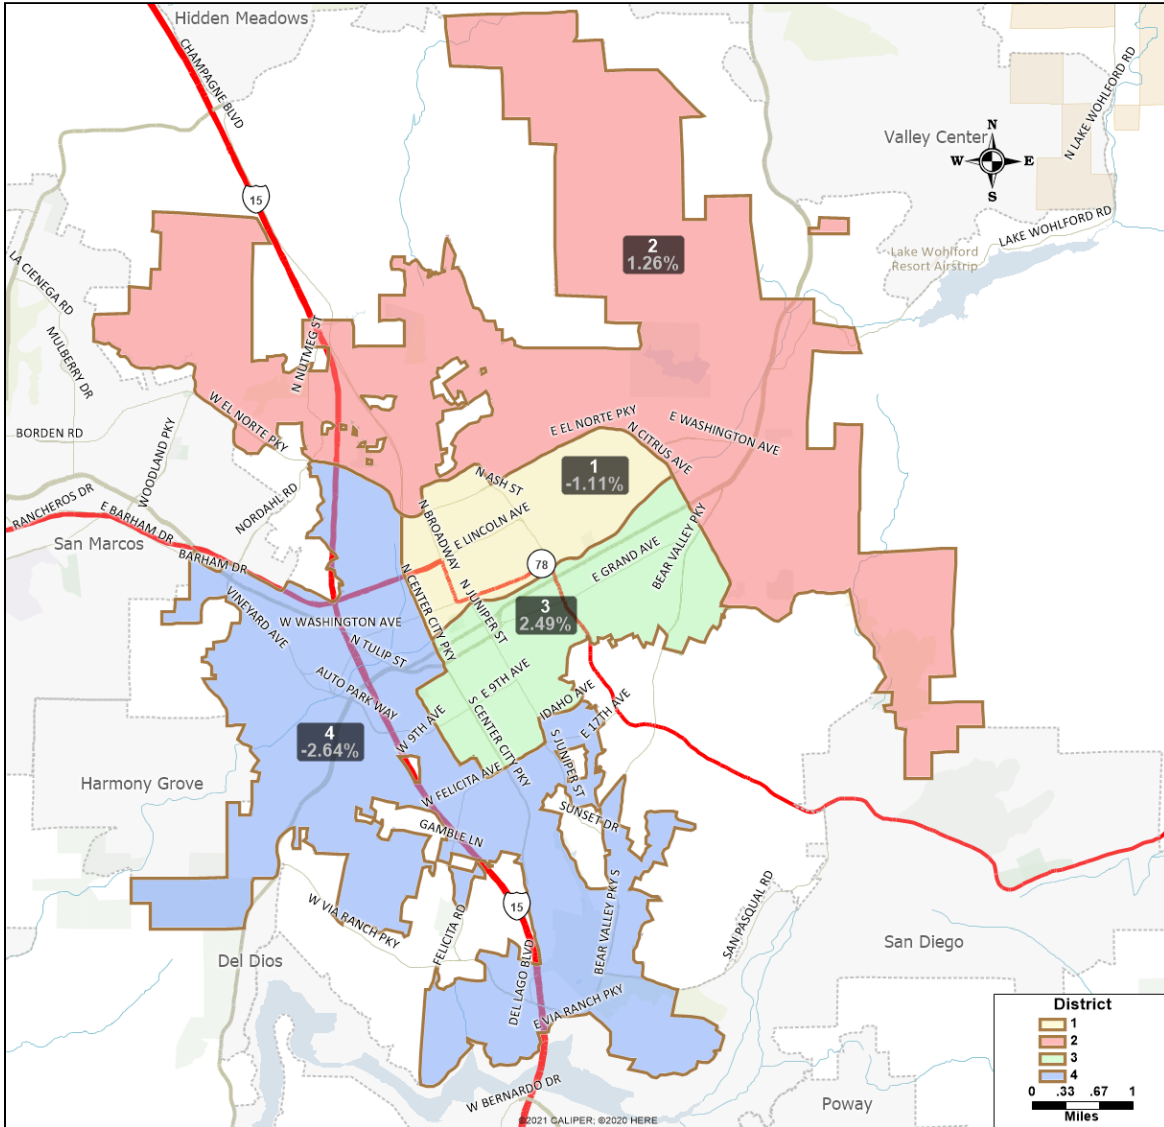 Hidden Meadows
CHAMPAGNE BLVD
15
Valley Center
N
W E
S
N LAKE WOHLFORD RD
LAKE WOHLFORD RD
Lake Wohlford
Resort Airstrip
2
1.26%
LA CIENEGA RD
MULBERRY DR
N NUTMEG ST
BORDEN RD
WOODLAND PKY
W EL NORTE PKY
E EL NORTE PKY
N CITRUS AVE
E WASHINGTON AVE
1
-1.11%
N ASH ST
NORDAHL RD
RANCHEROS DR
E BARHAM DR
BARHAM DR
San Marcos
N BROADWAY
E LINCOLN AVE
BEAR VALLEY PKY
E GRAND AVE
78
3
2.49%
N CENTER CITY PKY
N JUNIPER ST
VINEYARD AVE
W WASHINGTON AVE
N TULIP ST
AUTO PARK WAY
W 9TH AVE
E 9TH AVE
S CENTER CITY PKY
IDAHO AVE
E 17TH AVE
S JUNIPER ST
4
-2.64%
Harmony Grove
W FELICITA AVE
GAMBLE LN
SUNSET DR
BEAR VALLEY PKY S
SAN PASQUAL RD
15
W VIA RANCH PKY
FELICITA RD
DEL LAGO BLVD
Del Dios
San Diego
E VIA RANCH PKY
W BERNARDO DR
Poway
District
1
2
3
4
0 .33 .67 1
Miles
©2021 CALIPER; ©2020 HERE